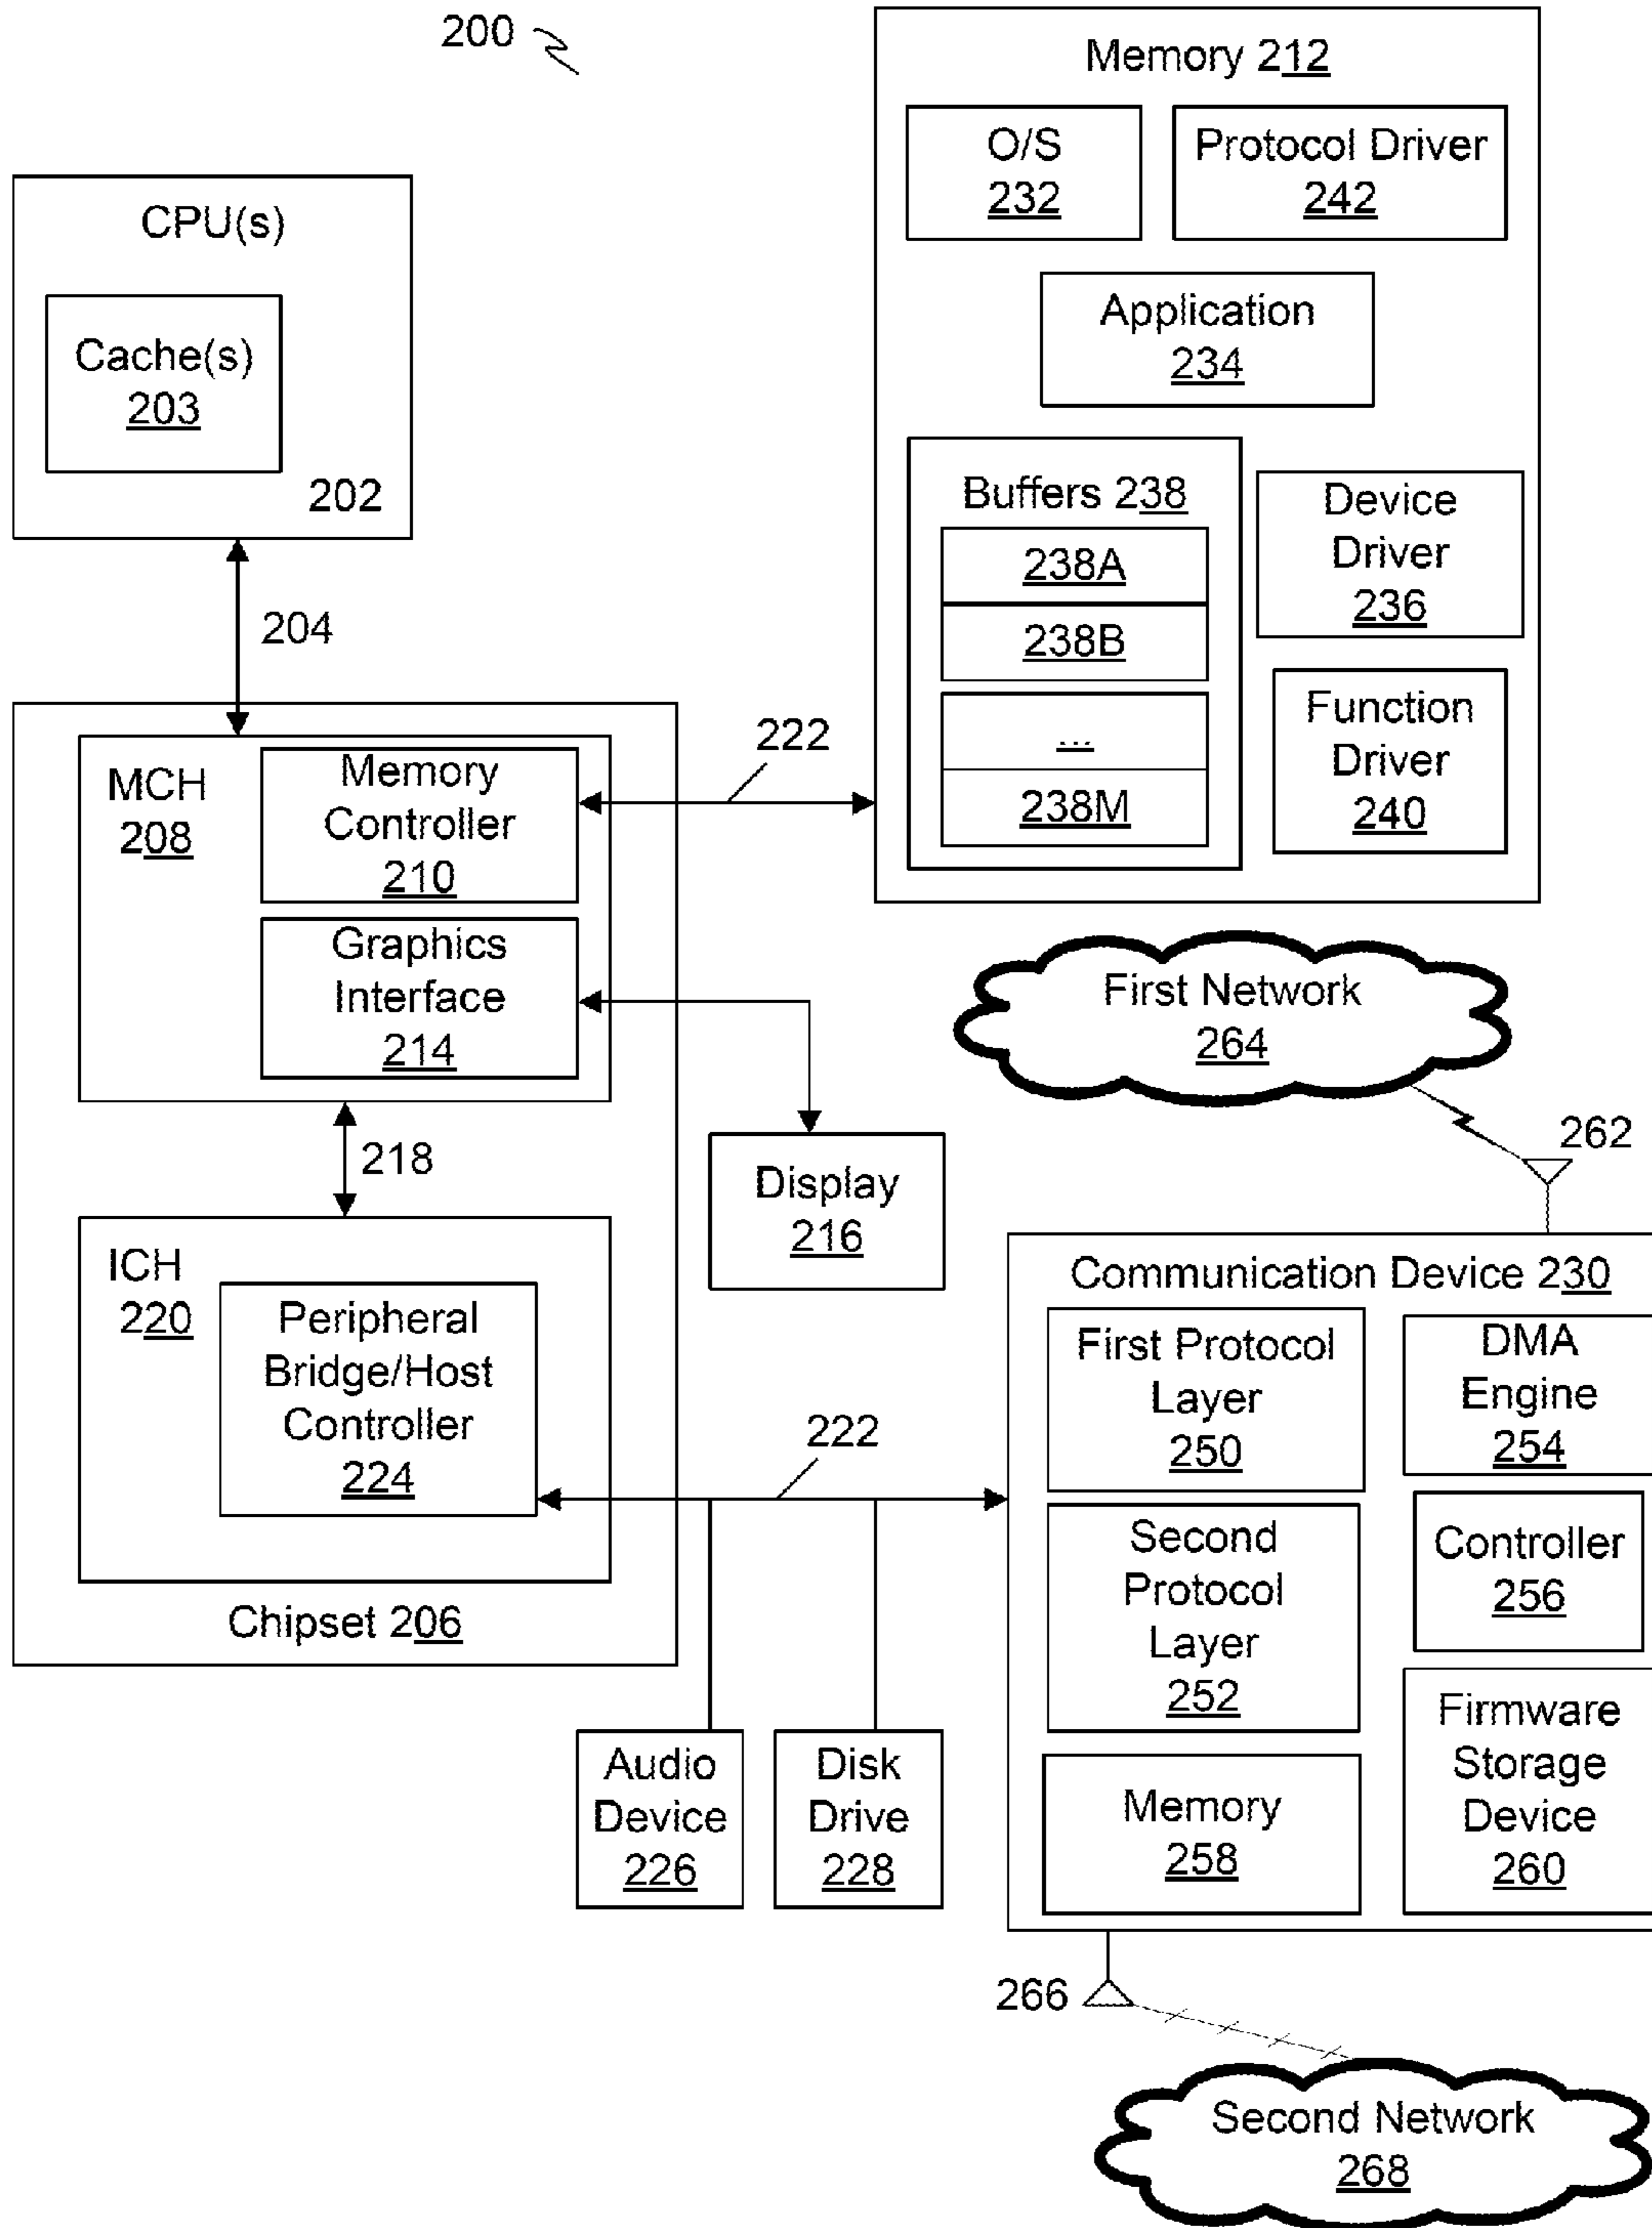 200
Memory 212
O/S
232
Protocol Driver
242
CPU(s)
Cache(s)
203
202
Application
234
Buffers 238
238A
238B
...
238M
Device
Driver
236
Function
Driver
240
204
MCH
208
Memory
Controller
210
222
Graphics
Interface
214
First Network
264
218
Display
216
262
ICH
220
Peripheral
Bridge/Host
Controller
224
222
Chipset 206
Communication Device 230
First Protocol
Layer
250
DMA
Engine
254
Second
Protocol
Layer
252
Controller
256
Memory
258
Firmware
Storage
Device
260
Audio
Device
226
Disk
Drive
228
266
Second Network
268